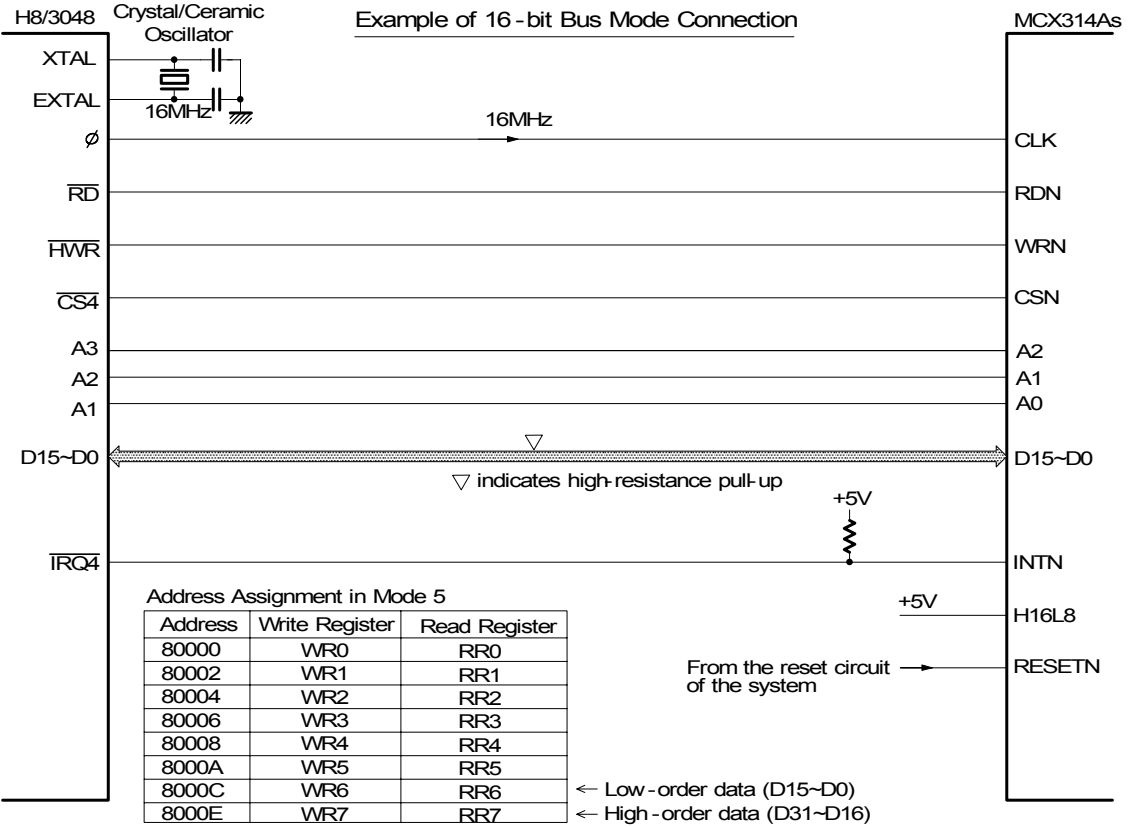 H8/3048
Crystal/Ceramic
Oscillator
Example of 16-bit Bus Mode Connection
MCX314As
XTAL
EXTAL
16MHz
ø
16MHz
CLK
RD
RDN
HWR
WRN
CS4
CSN
A3
A2
A2
A1
A1
A0
D15~D0
D15~D0
▽ indicates high-resistance pull-up
+5V
IRQ4
INTN
+5V
H16L8
From the reset circuit
of the system
RESETN
Address Assignment in Mode 5
Address Write Register Read Register
80000 WR0 RR0
80002 WR1 RR1
80004 WR2 RR2
80006 WR3 RR3
80008 WR4 RR4
8000A WR5 RR5
8000C WR6 RR6 ← Low-order data (D15~D0)
8000E WR7 RR7 ← High-order data (D31~D16)